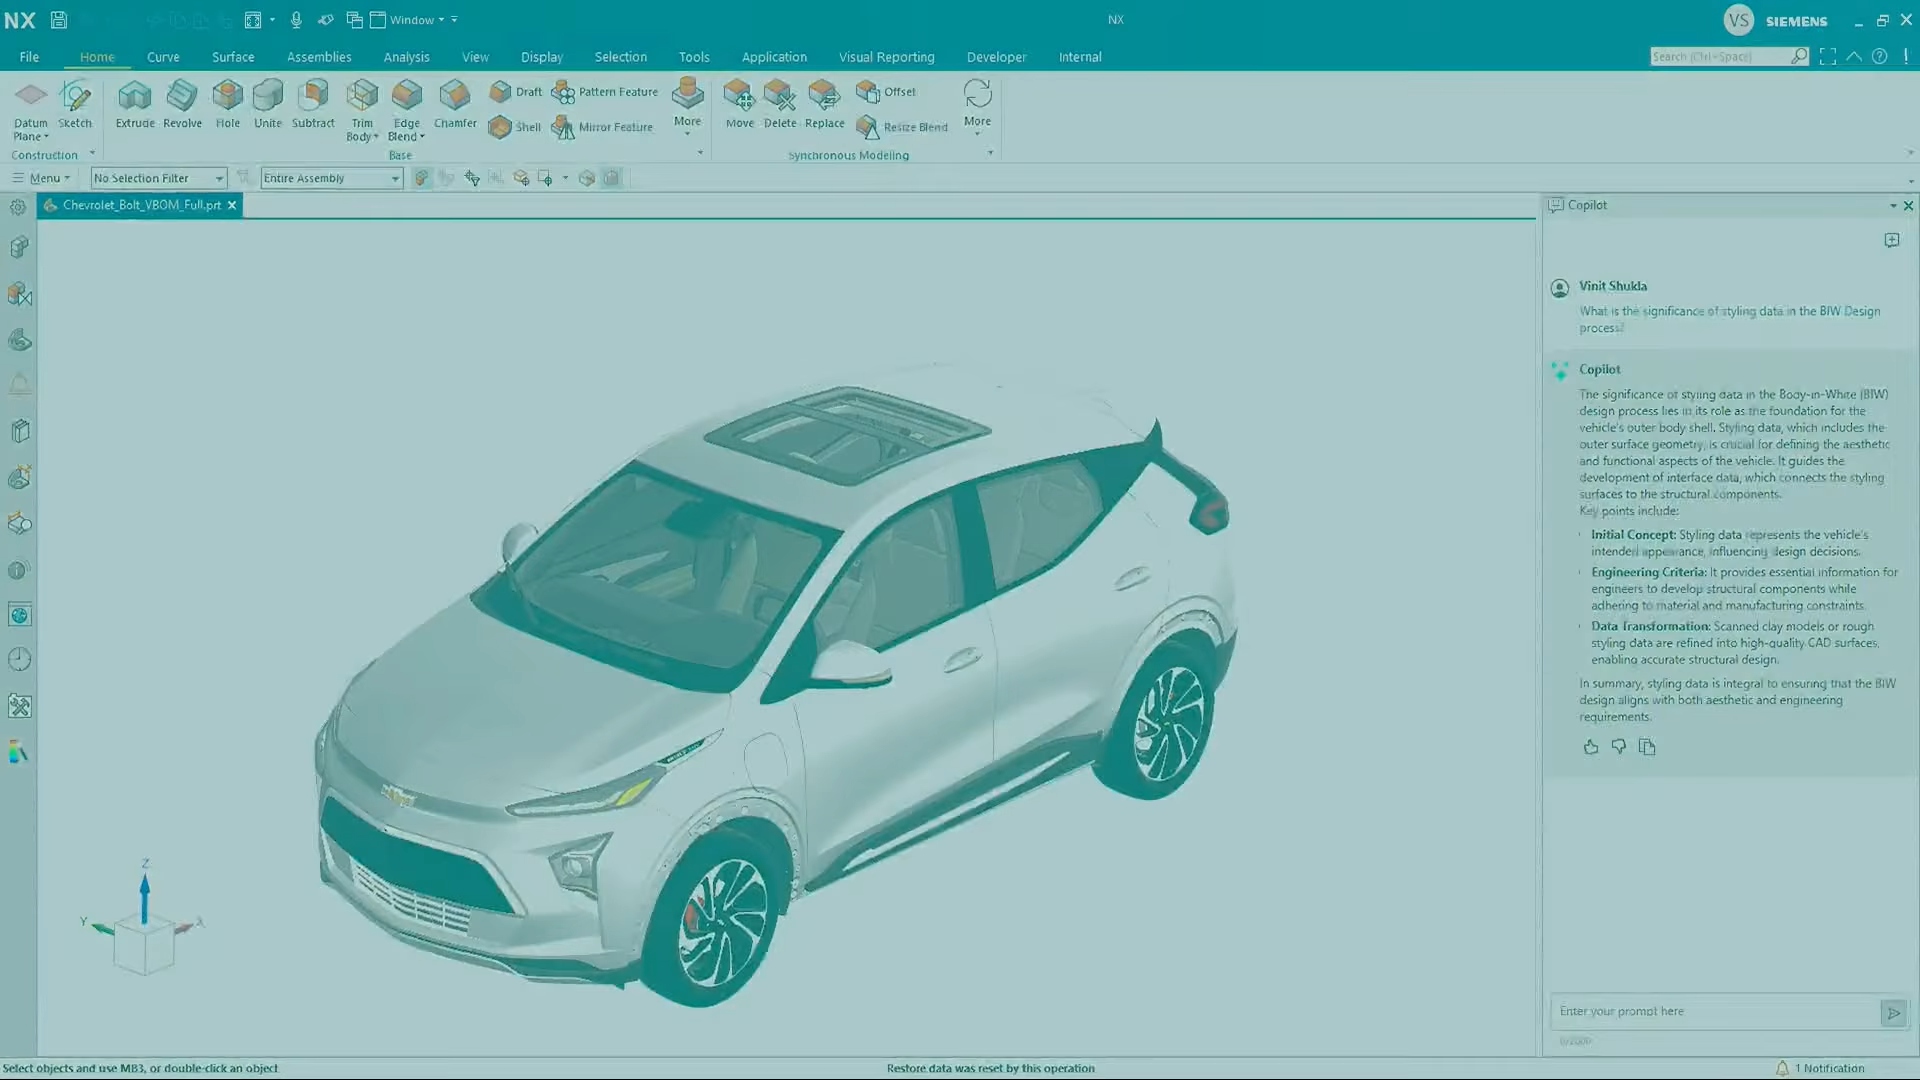 NX
Window
NX
VS
SIEMENS
File
Home
Curve
Surface
Assemblies
Analysis
View
Display
Selection
Tools
Application
Visual Reporting
Developer
Internal
Search (Ctrl+Space)
Datum Plane
Sketch
Extrude
Revolve
Hole
Unite
Subtract
Trim Body
Edge Blend
Chamfer
Draft
Shell
Pattern Feature
Mirror Feature
More
Move
Delete
Replace
Offset
Resize Blend
More
Construction
Base
Synchronous Modeling
Menu
No Selection Filter
Entire Assembly
Chevrolet_Bolt_VBOM_Full.prt
Copilot
Vinit Shukla
What is the significance of styling data in the BIW Design
process?
Copilot
The significance of styling data in the Body-in-White (BIW)
design process lies in its role as the foundation for the
vehicle's outer body shell. Styling data, which includes the
outer surface geometry, is crucial for defining the aesthetic
and functional aspects of the vehicle. It guides the
development of interface data, which connects the styling
surfaces to the structural components.
Key points include:
Initial Concept: Styling data represents the vehicle's
intended appearance, influencing design decisions.
Engineering Criteria: It provides essential information for
engineers to develop structural components while
adhering to material and manufacturing constraints.
Data Transformation: Scanned clay models or rough
styling data are refined into high-quality CAD surfaces,
enabling accurate structural design.
In summary, styling data is integral to ensuring that the BIW
design aligns with both aesthetic and engineering
requirements.
Z
Y
X
Enter your prompt here
0/2000
Select objects and use MB3, or double-click an object
Restore data was reset by this operation
1 Notification